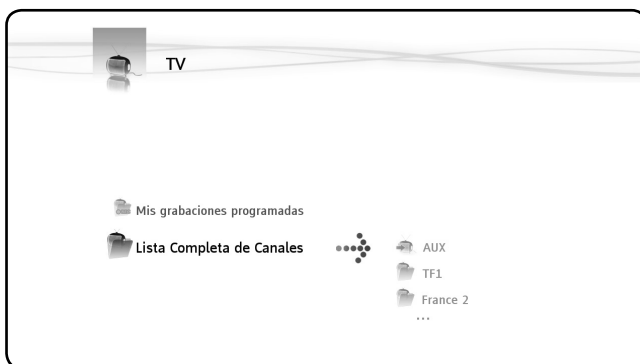 TV
Mis grabaciones programadas
Lista Completa de Canales
AUX
TF1
France 2
...